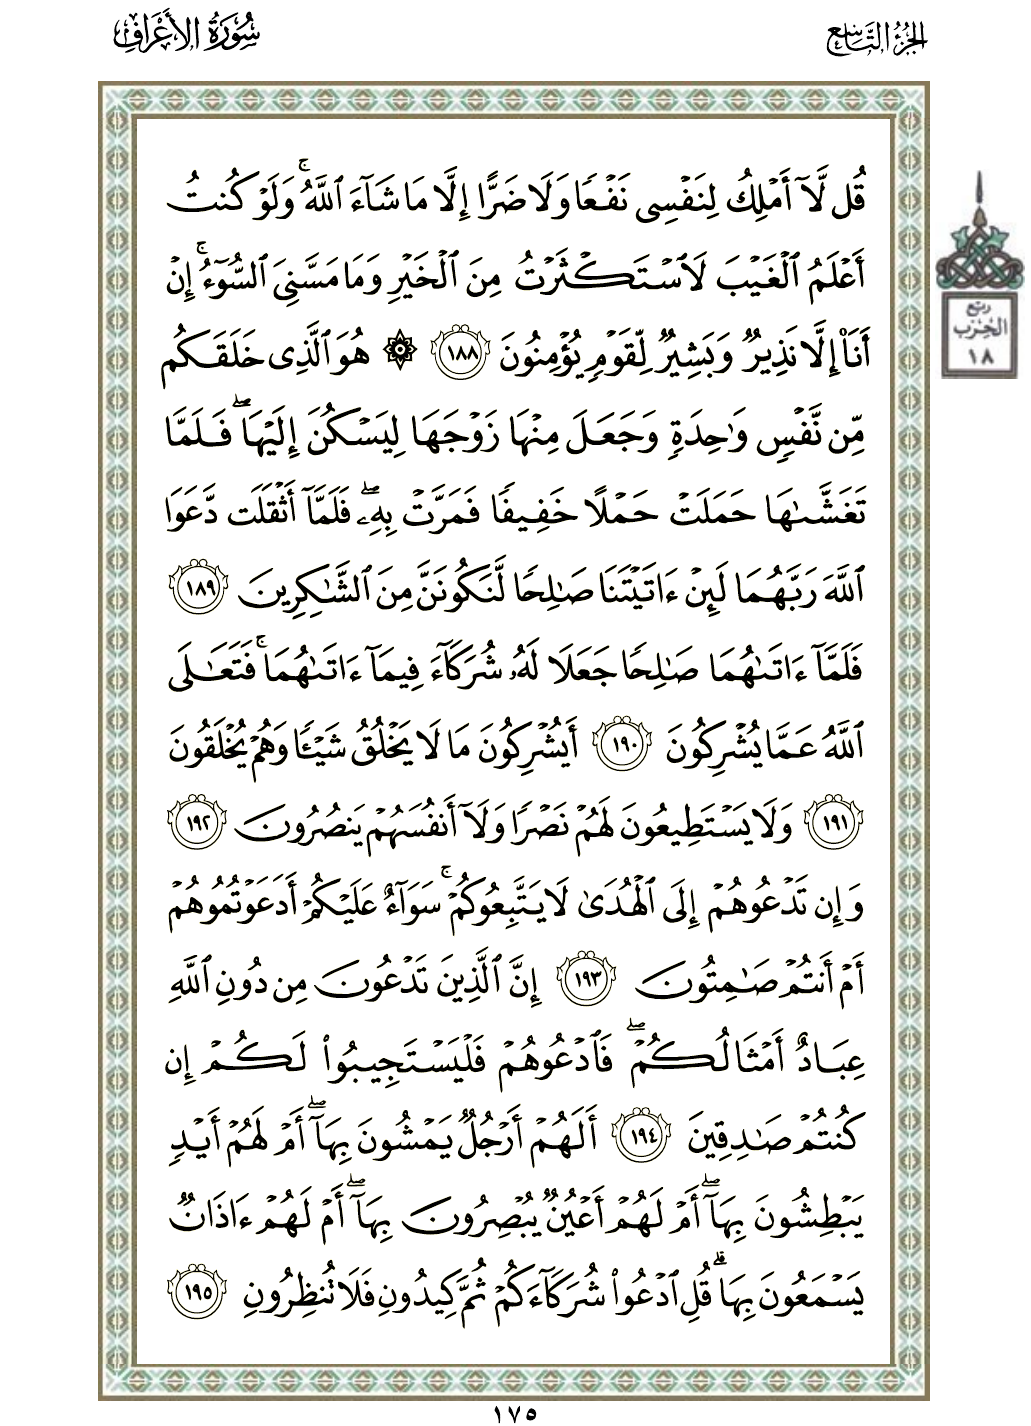 الجزء التاسع
سورة الأعراف
قُل لَّآ أَمْلِكُ لِنَفْسِى نَفْعًا وَلَا ضَرًّا إِلَّا مَا شَآءَ ٱللَّهُ ۚ وَلَوْ كُنتُ
أَعْلَمُ ٱلْغَيْبَ لَٱسْتَكْثَرْتُ مِنَ ٱلْخَيْرِ وَمَا مَسَّنِىَ ٱلسُّوٓءُ ۚ إِنْ
أَنَا۠ إِلَّا نَذِيرٌ وَبَشِيرٌ لِّقَوْمٍ يُؤْمِنُونَ ١٨٨ ۞ هُوَ ٱلَّذِى خَلَقَكُم
مِّن نَّفْسٍ وَٰحِدَةٍ وَجَعَلَ مِنْهَا زَوْجَهَا لِيَسْكُنَ إِلَيْهَا ۖ فَلَمَّا
تَغَشَّىٰهَا حَمَلَتْ حَمْلًا خَفِيفًا فَمَرَّتْ بِهِۦ ۖ فَلَمَّآ أَثْقَلَت دَّعَوَا
ٱللَّهَ رَبَّهُمَا لَئِنْ ءَاتَيْتَنَا صَٰلِحًا لَّنَكُونَنَّ مِنَ ٱلشَّٰكِرِينَ ١٨٩
فَلَمَّآ ءَاتَىٰهُمَا صَٰلِحًا جَعَلَا لَهُۥ شُرَكَآءَ فِيمَآ ءَاتَىٰهُمَا ۚ فَتَعَٰلَى
ٱللَّهُ عَمَّا يُشْرِكُونَ ١٩٠ أَيُشْرِكُونَ مَا لَا يَخْلُقُ شَيْـًٔا وَهُمْ يُخْلَقُونَ
١٩١ وَلَا يَسْتَطِيعُونَ لَهُمْ نَصْرًا وَلَآ أَنفُسَهُمْ يَنصُرُونَ ١٩٢
وَإِن تَدْعُوهُمْ إِلَى ٱلْهُدَىٰ لَا يَتَّبِعُوكُمْ ۚ سَوَآءٌ عَلَيْكُمْ أَدَعَوْتُمُوهُمْ
أَمْ أَنتُمْ صَٰمِتُونَ ١٩٣ إِنَّ ٱلَّذِينَ تَدْعُونَ مِن دُونِ ٱللَّهِ
عِبَادٌ أَمْثَالُكُمْ ۖ فَٱدْعُوهُمْ فَلْيَسْتَجِيبُوا۟ لَكُمْ إِن
كُنتُمْ صَٰدِقِينَ ١٩٤ أَلَهُمْ أَرْجُلٌ يَمْشُونَ بِهَآ ۖ أَمْ لَهُمْ أَيْدٍ
يَبْطِشُونَ بِهَآ ۖ أَمْ لَهُمْ أَعْيُنٌ يُبْصِرُونَ بِهَآ ۖ أَمْ لَهُمْ ءَاذَانٌ
يَسْمَعُونَ بِهَا ۗ قُلِ ٱدْعُوا۟ شُرَكَآءَكُمْ ثُمَّ كِيدُونِ فَلَا تُنظِرُونِ ١٩٥
ربع
الحزب
١٨
١٧٥